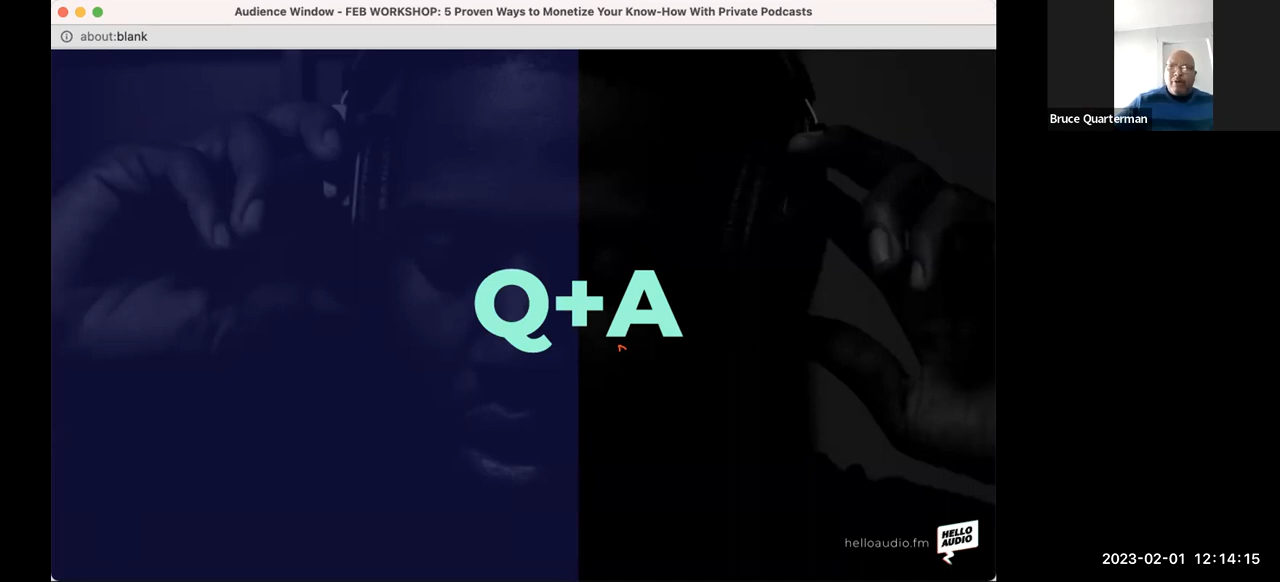 Audience Window - FEB WORKSHOP: 5 Proven Ways to Monetize Your Know-How With Private Podcasts
about:blank
Bruce Quarterman
Q+A
helloaudio.fm
HELLO
AUDIO
2023-02-01 12:14:15